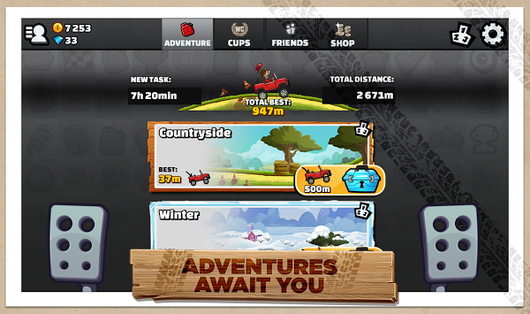 7 253
33
ADVENTURE
CUPS
FRIENDS
SHOP
NEW TASK:
7h 20min
TOTAL DISTANCE:
2 671m
TOTAL BEST:
947m
Countryside
BEST:
37m
500m
Winter
ADVENTURES
AWAIT YOU